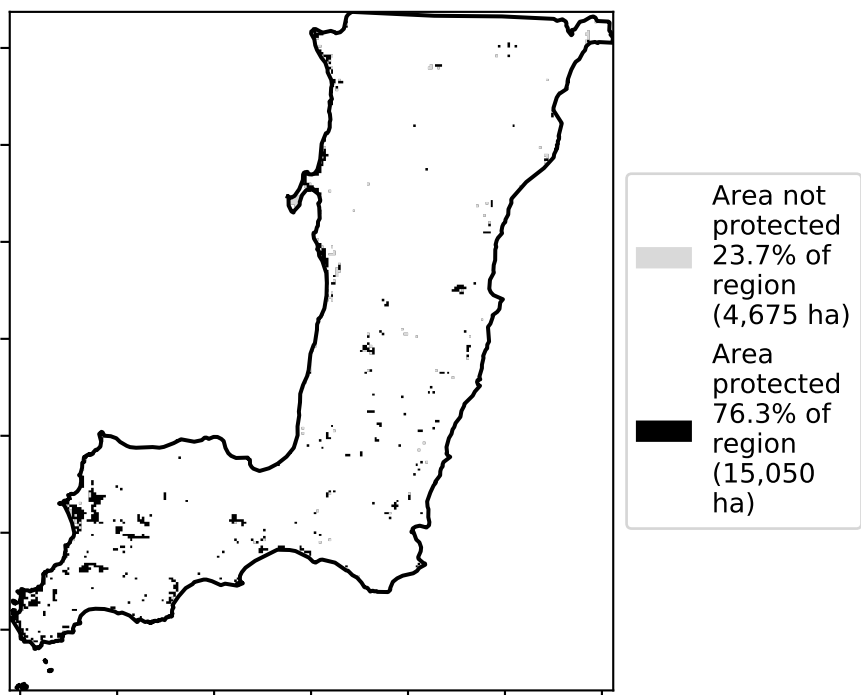 Area not
protected
23.7% of
region
(4,675 ha)
Area
protected
76.3% of
region
(15,050
ha)